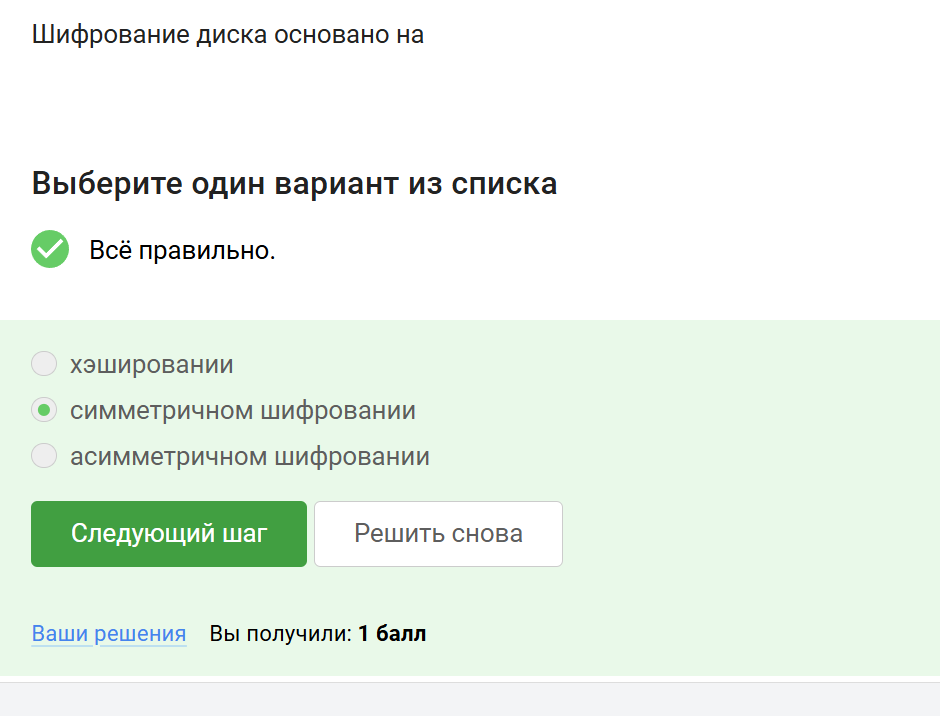 Шифрование диска основано на
Выберите один вариант из списка
Всё правильно.
хэшировании
симметричном шифровании
асимметричном шифровании
Следующий шаг
Решить снова
Ваши решения
Вы получили: 1 балл